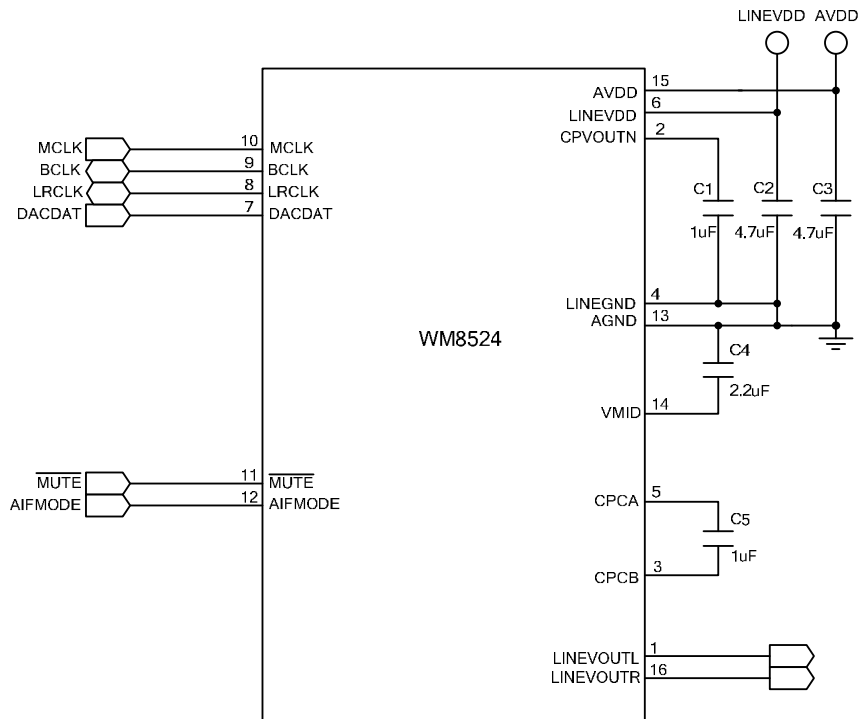 LINEVDD AVDD
AVDD 15
LINEVDD 6
CPVOUTN 2
MCLK 10 MCLK
BCLK 9 BCLK
LRCLK 8 LRCLK
DACDAT 7 DACDAT
C1 C2 C3
1uF 4.7uF 4.7uF
LINEGND 4
AGND 13
WM8524
C4
2.2uF
VMID 14
MUTE 11 MUTE
AIFMODE 12 AIFMODE
CPCA 5
C5
1uF
CPCB 3
LINEVOUTL 1
LINEVOUTR 16